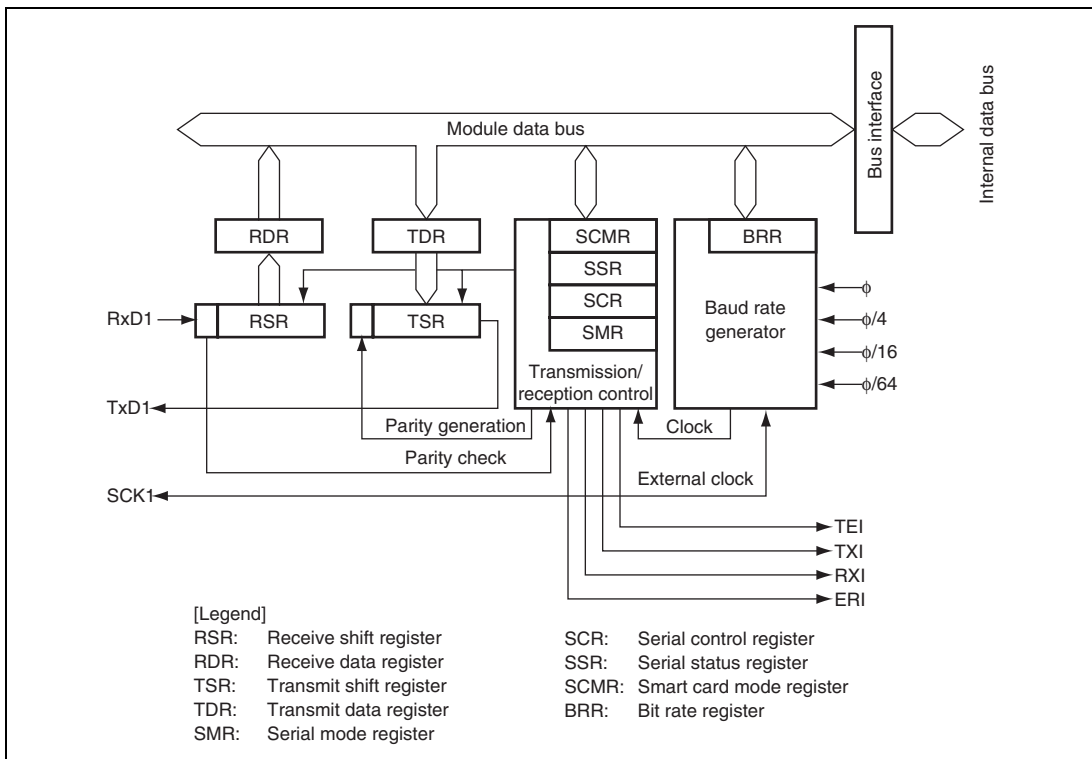 Module data bus
Bus interface
Internal data bus
RDR
TDR
SCMR
BRR
SSR
SCR
SMR
RxD1
RSR
TSR
Baud rate
generator
ϕ
ϕ/4
ϕ/16
ϕ/64
Transmission/
reception control
TxD1
Parity generation
Clock
Parity check
SCK1
External clock
TEI
TXI
RXI
ERI
[Legend]
RSR: Receive shift register
RDR: Receive data register
TSR: Transmit shift register
TDR: Transmit data register
SMR: Serial mode register
SCR: Serial control register
SSR: Serial status register
SCMR: Smart card mode register
BRR: Bit rate register